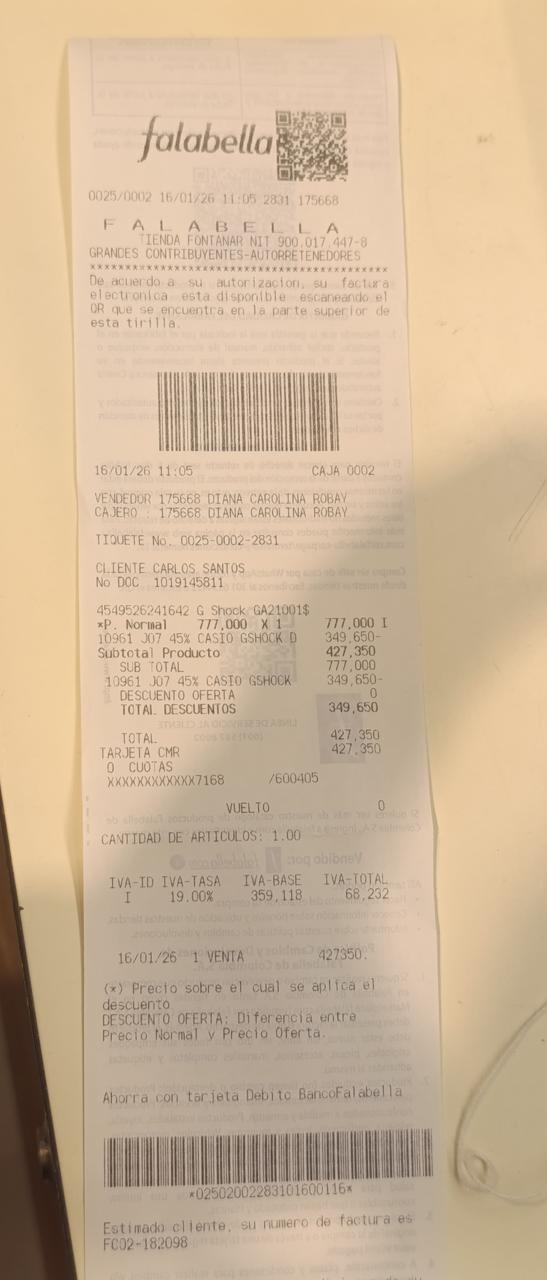 falabella
0025/0002 16/01/26 11:05 2831 175668
F A L A B E L L A
TIENDA FONTANAR NIT 900.017.447-8
GRANDES CONTRIBUYENTES-AUTORRETENEDORES
******************************************
De acuerdo a su autorizacion, su factura
electronica esta disponible escaneando el
QR que se encuentra en la parte superior de
esta tirilla.
16/01/26 11:05 CAJA 0002
VENDEDOR 175668 DIANA CAROLINA ROBAY
CAJERO : 175668 DIANA CAROLINA ROBAY
TIQUETE No. 0025-0002-2831
CLIENTE CARLOS SANTOS
No DOC 1019145811
4549526241642 G Shock GA21001$
*P. Normal 777,000 X 1 777,000 I
10961 J07 45% CASIO GSHOCK D 349,650-
Subtotal Producto 427,350
SUB TOTAL 777,000
10961 J07 45% CASIO GSHOCK 349,650-
DESCUENTO OFERTA 0
TOTAL DESCUENTOS 349,650
TOTAL 427,350
TARJETA CMR 427,350
0 CUOTAS
XXXXXXXXXXXX7168 /600405
VUELTO 0
CANTIDAD DE ARTICULOS: 1.00
IVA-ID IVA-TASA IVA-BASE IVA-TOTAL
I 19.00% 359,118 68,232
16/01/26 1 VENTA 427350.
(*) Precio sobre el cual se aplica el
descuento
DESCUENTO OFERTA: Diferencia entre
Precio Normal y Precio Oferta.
Ahorra con tarjeta Debito BancoFalabella
*02502002283101600116*
Estimado cliente, su numero de factura es
FC02-182098